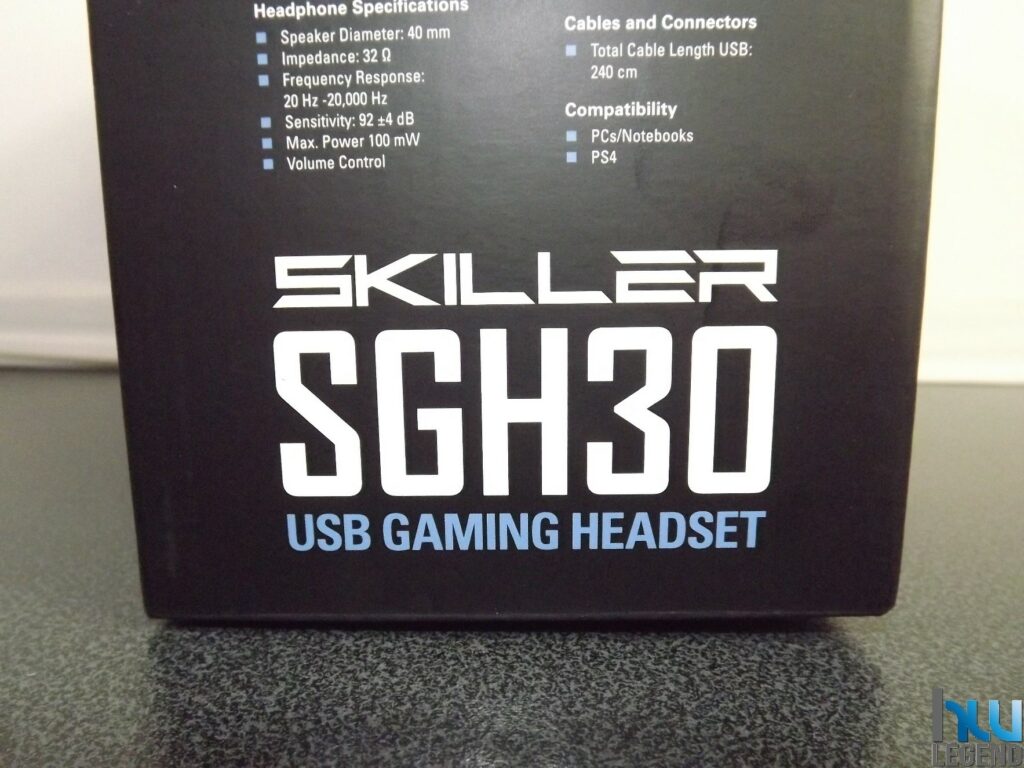 Headphone Specifications
Speaker Diameter: 40 mm
Impedance: 32 Ω
Frequency Response:
20 Hz -20,000 Hz
Sensitivity: 92 ±4 dB
Max. Power 100 mW
Volume Control
Cables and Connectors
Total Cable Length USB:
240 cm
Compatibility
PCs/Notebooks
PS4
SKILLER
SGH30
USB GAMING HEADSET
hw
LEGEND